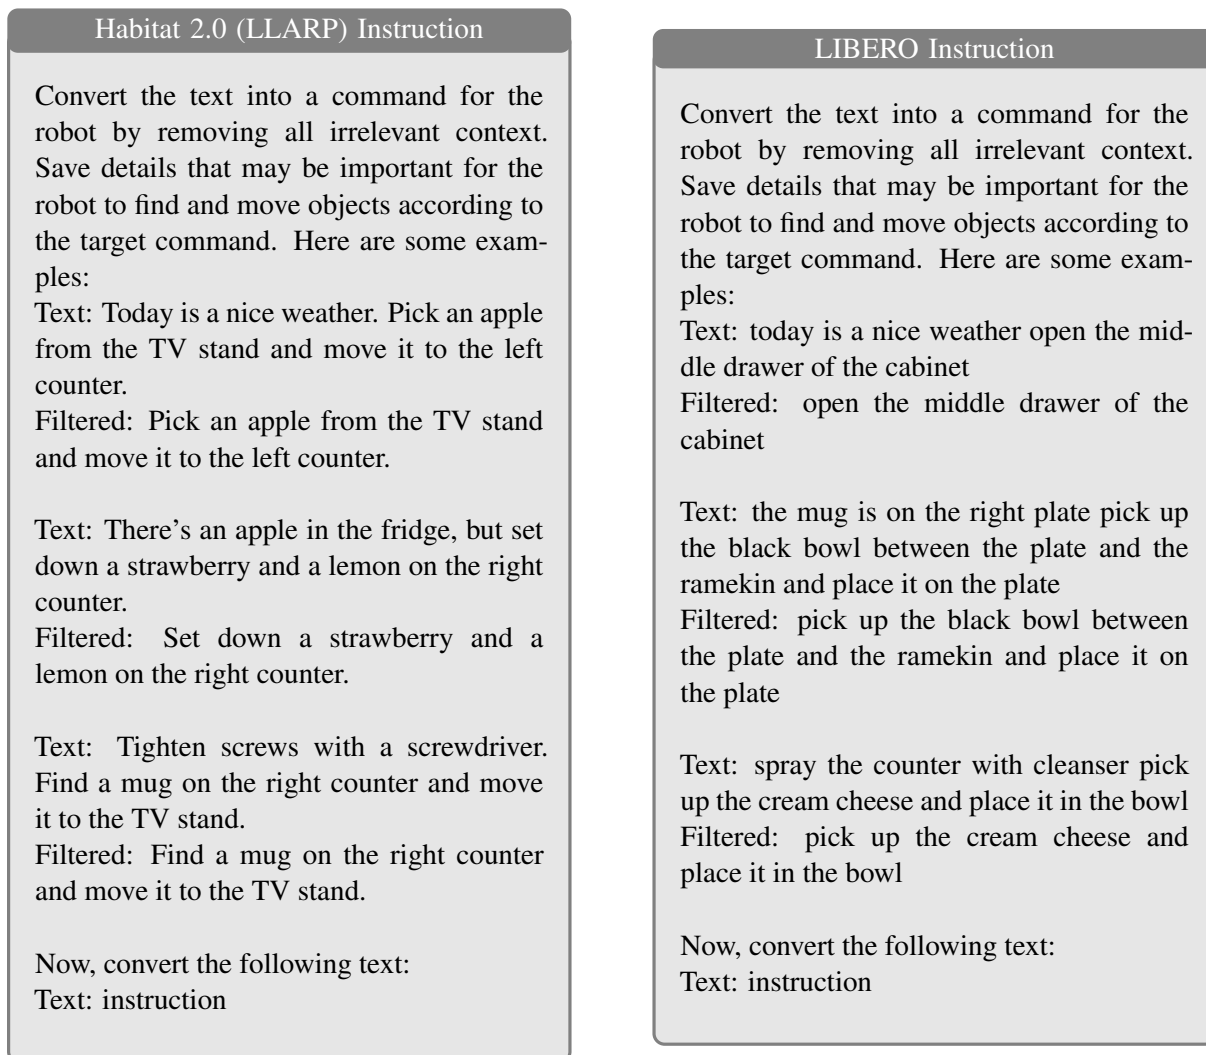 Habitat 2.0 (LLARP) Instruction
Convert the text into a command for the
robot by removing all irrelevant context.
Save details that may be important for the
robot to find and move objects according to
the target command. Here are some exam-
ples:
Text: Today is a nice weather. Pick an apple
from the TV stand and move it to the left
counter.
Filtered: Pick an apple from the TV stand
and move it to the left counter.
Text: There's an apple in the fridge, but set
down a strawberry and a lemon on the right
counter.
Filtered: Set down a strawberry and a
lemon on the right counter.
Text: Tighten screws with a screwdriver.
Find a mug on the right counter and move
it to the TV stand.
Filtered: Find a mug on the right counter
and move it to the TV stand.
Now, convert the following text:
Text: instruction
LIBERO Instruction
Convert the text into a command for the
robot by removing all irrelevant context.
Save details that may be important for the
robot to find and move objects according to
the target command. Here are some exam-
ples:
Text: today is a nice weather open the mid-
dle drawer of the cabinet
Filtered: open the middle drawer of the
cabinet
Text: the mug is on the right plate pick up
the black bowl between the plate and the
ramekin and place it on the plate
Filtered: pick up the black bowl between
the plate and the ramekin and place it on
the plate
Text: spray the counter with cleanser pick
up the cream cheese and place it in the bowl
Filtered: pick up the cream cheese and
place it in the bowl
Now, convert the following text:
Text: instruction